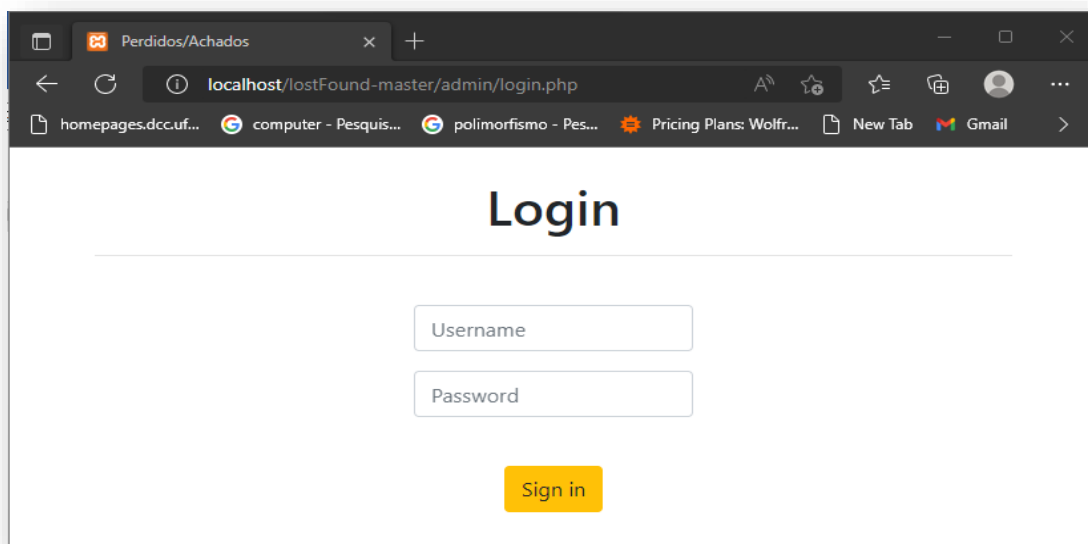 Perdidos/Achados
localhost/lostFound-master/admin/login.php
homepages.dcc.uf... computer - Pesquis... polimorfismo - Pes... Pricing Plans: Wolfr... New Tab Gmail
Login
Username
Password
Sign in